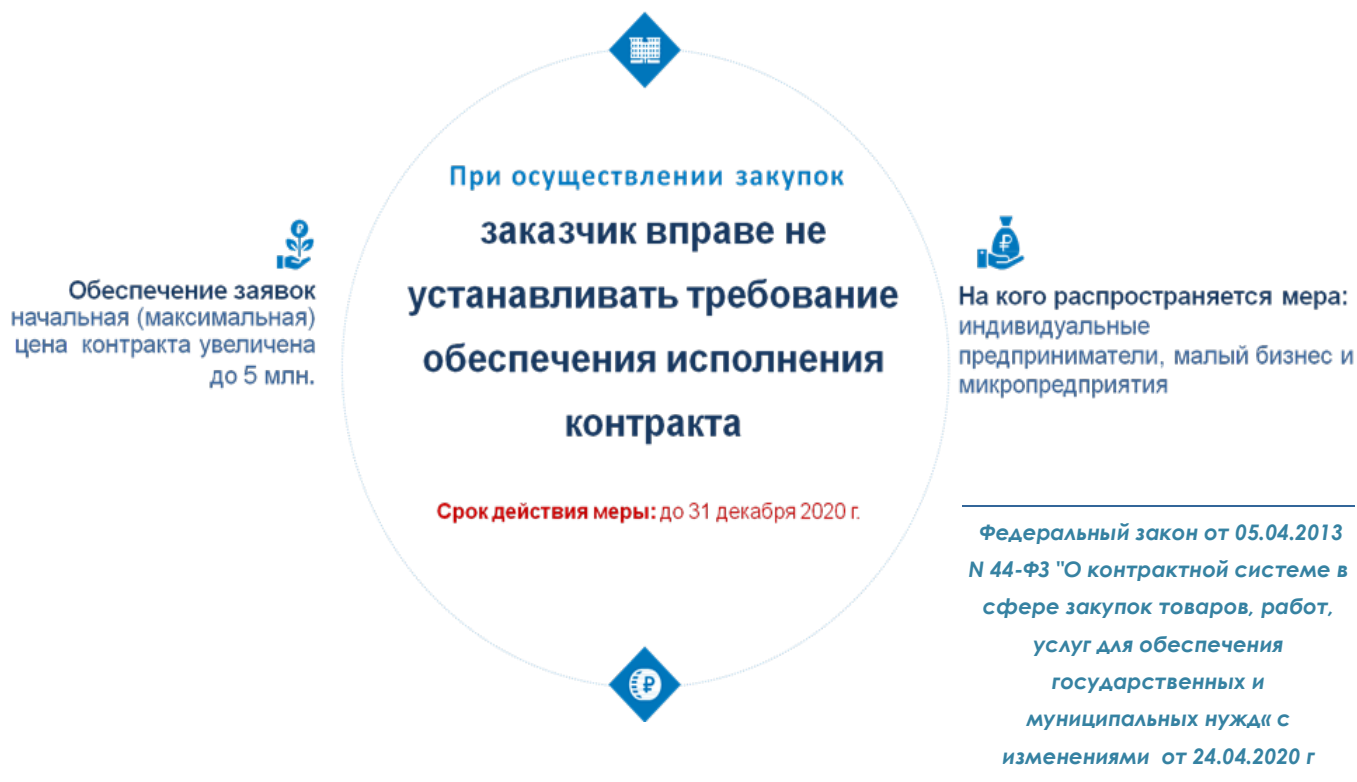 При осуществлении закупок
заказчик вправе не
устанавливать требование
обеспечения исполнения
контракта
Срок действия меры: до 31 декабря 2020 г.
Обеспечение заявок
начальная (максимальная)
цена контракта увеличена
до 5 млн.
На кого распространяется мера:
индивидуальные
предприниматели, малый бизнес и
микропредприятия
Федеральный закон от 05.04.2013
N 44-ФЗ "О контрактной системе в
сфере закупок товаров, работ,
услуг для обеспечения
государственных и
муниципальных нужд« с
изменениями от 24.04.2020 г